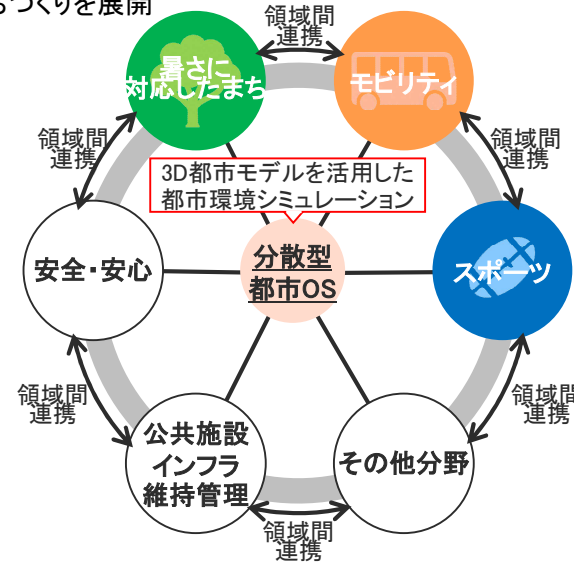 ちづくりを展開
領域間
連携
暑さに
対応したまち
モビリティ
領域間
連携
領域間
連携
3D都市モデルを活用した
都市環境シミュレーション
分散型
都市OS
安全・安心
スポーツ
領域間
連携
領域間
連携
公共施設
インフラ
維持管理
その他分野
領域間
連携